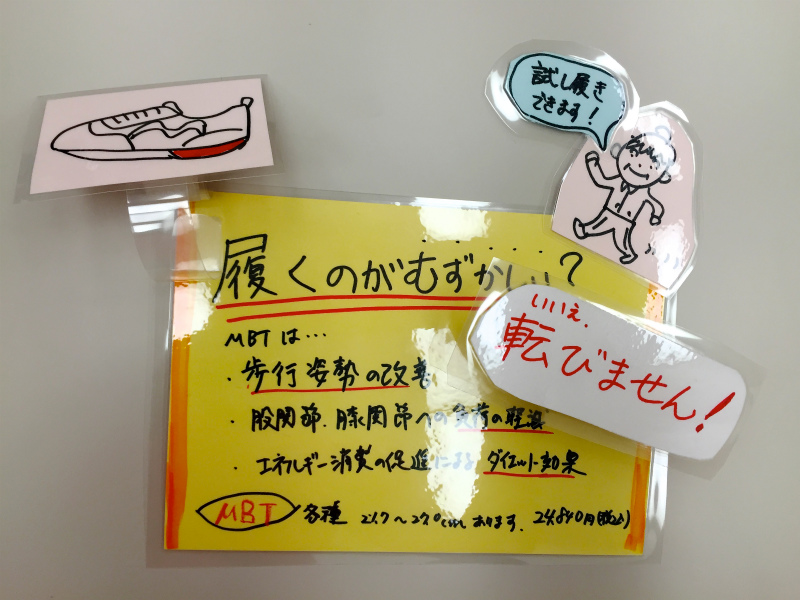 試し履き
できます!
履くのがむずかしい?
いいえ、
転びません!
MBTは…
・歩行姿勢の改善
・股関節、膝関節への負荷の軽減
・エネルギー消費の促進による ダイエット効果
MBT 各種 22.7〜27.0cm あります。 24,840円(税込)